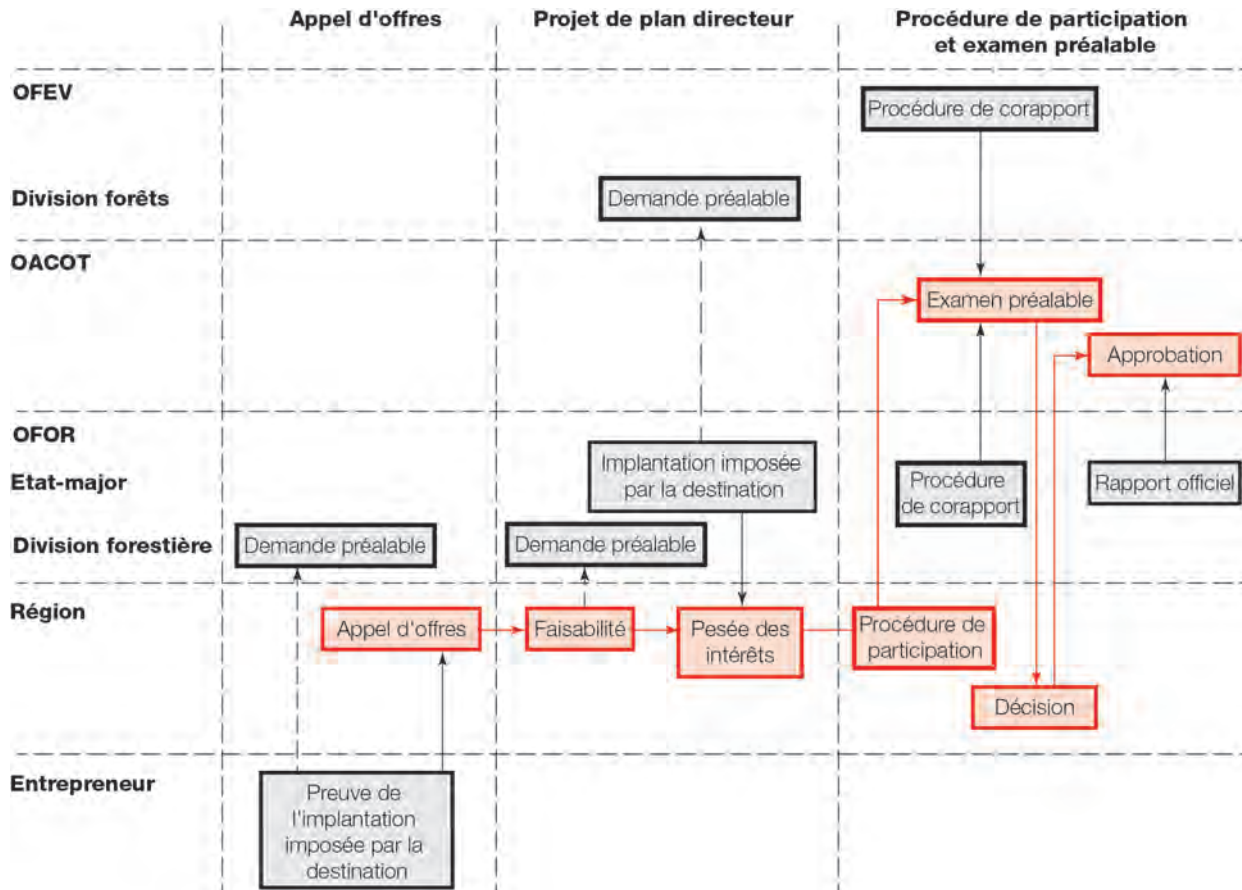 Appel d'offres
Projet de plan directeur
Procédure de participation
et examen préalable
OFEV
Procédure de corapport
Division forêts
Demande préalable
OACOT
Examen préalable
Approbation
OFOR
Etat-major
Implantation imposée
par la destination
Procédure
de corapport
Rapport officiel
Division forestière
Demande préalable
Demande préalable
Région
Appel d'offres
Faisabilité
Pesée des
intérêts
Procédure de
participation
Décision
Entrepreneur
Preuve de
l'implantation
imposée par la
destination